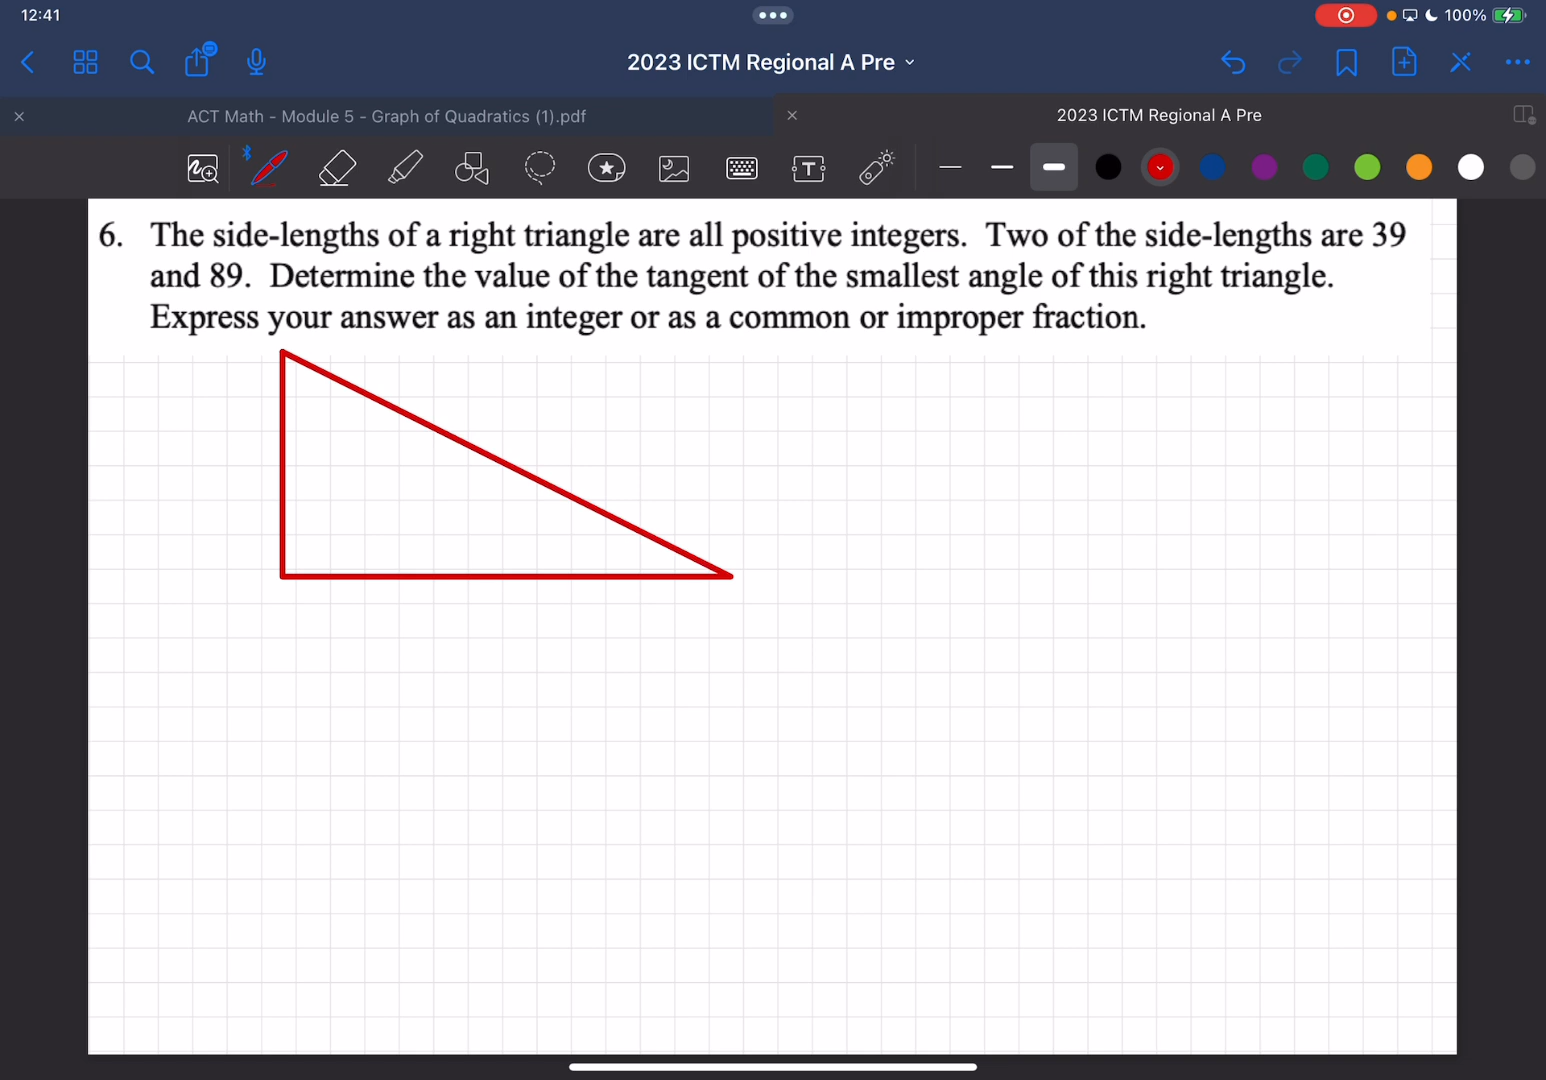 12:41
100%
2023 ICTM Regional A Pre
ACT Math - Module 5 - Graph of Quadratics (1).pdf
2023 ICTM Regional A Pre
6. The side-lengths of a right triangle are all positive integers. Two of the side-lengths are 39
and 89. Determine the value of the tangent of the smallest angle of this right triangle.
Express your answer as an integer or as a common or improper fraction.